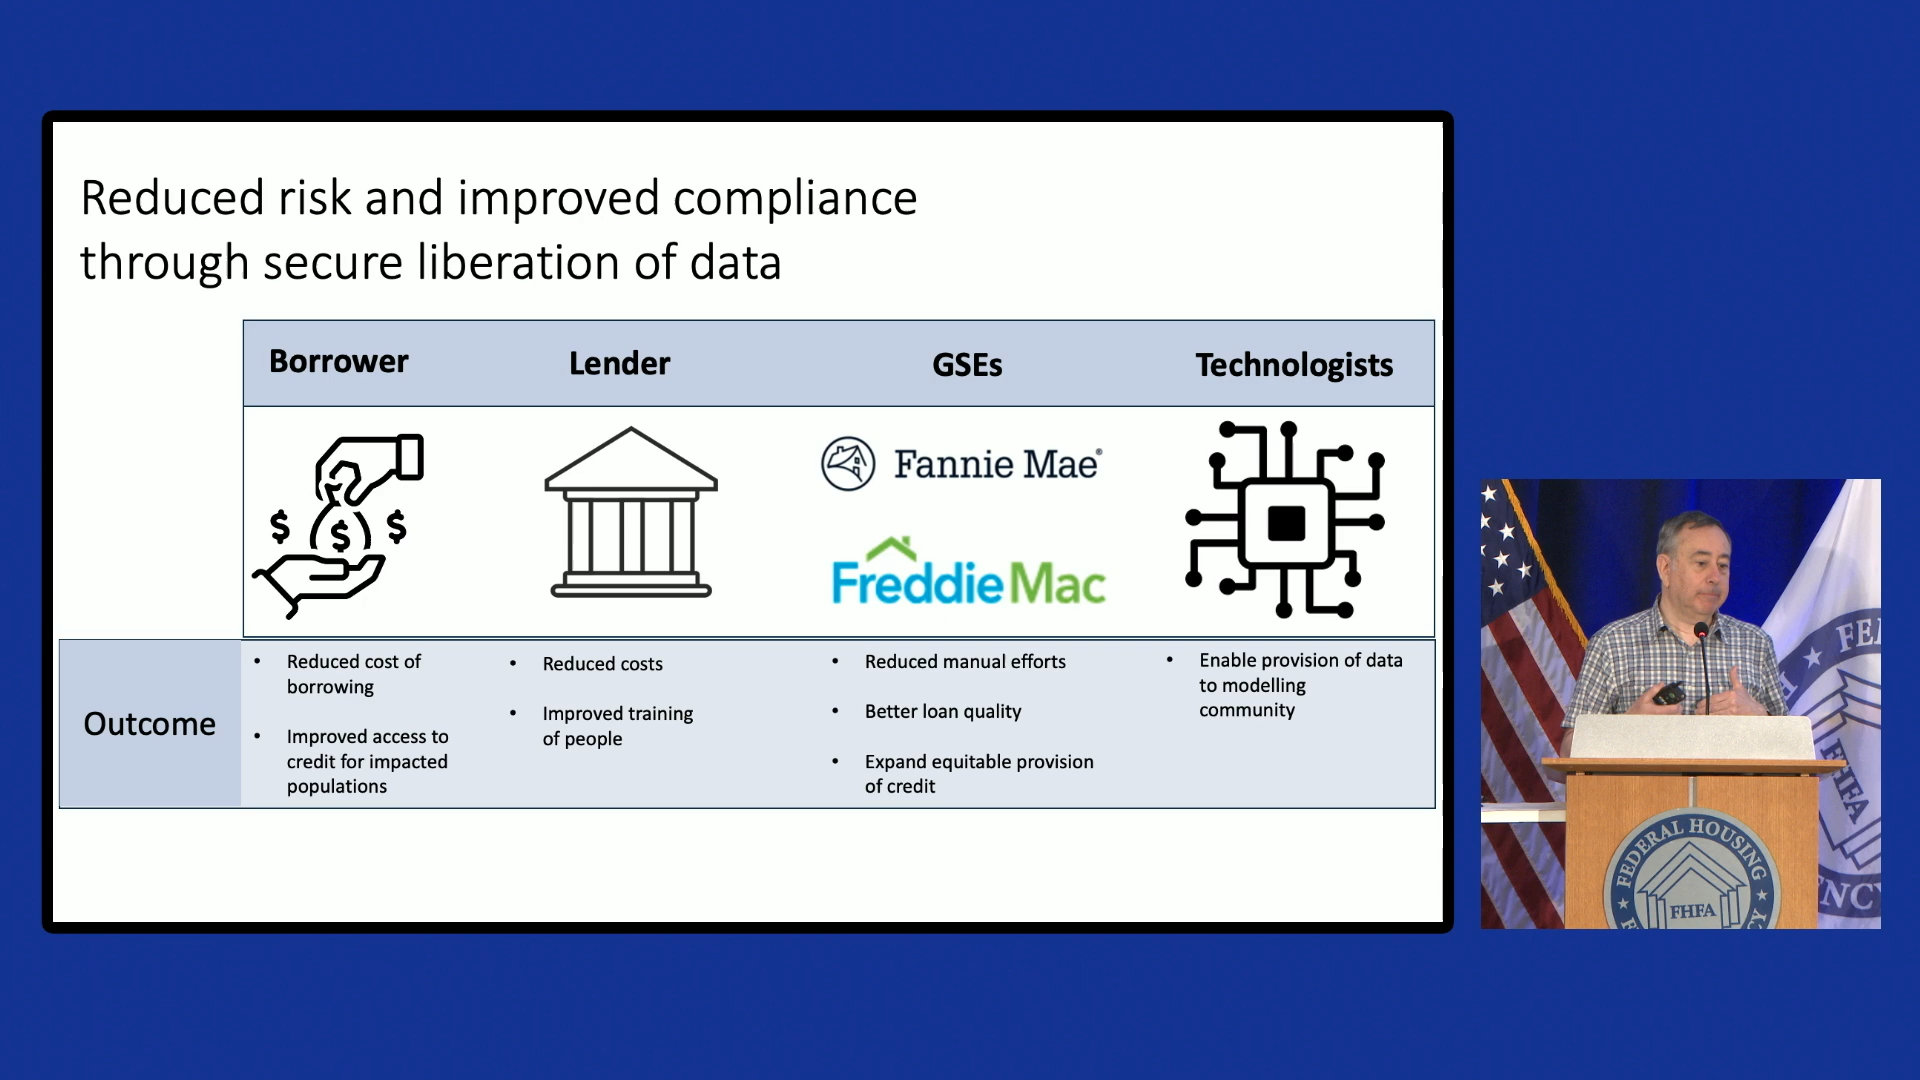 Reduced risk and improved compliance
through secure liberation of data
Borrower
Lender
GSEs
Technologists
$ $ $
Fannie Mae®
Freddie Mac
Outcome
• Reduced cost of
borrowing
• Improved access to
credit for impacted
populations
• Reduced costs
• Improved training
of people
• Reduced manual efforts
• Better loan quality
• Expand equitable provision
of credit
• Enable provision of data
to modelling
community
FEDERAL HOUSING
FHFA
FHFA